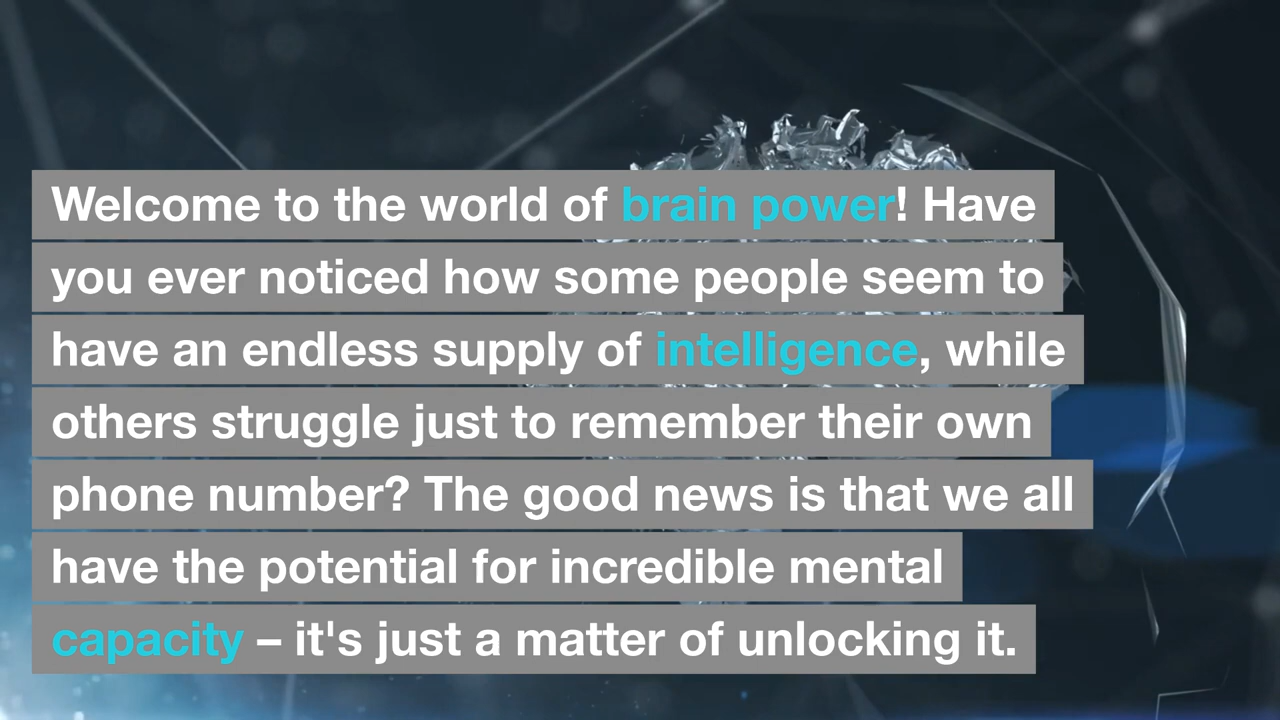 Welcome to the world of brain power! Have
you ever noticed how some people seem to
have an endless supply of intelligence, while
others struggle just to remember their own
phone number? The good news is that we all
have the potential for incredible mental
capacity – it's just a matter of unlocking it.